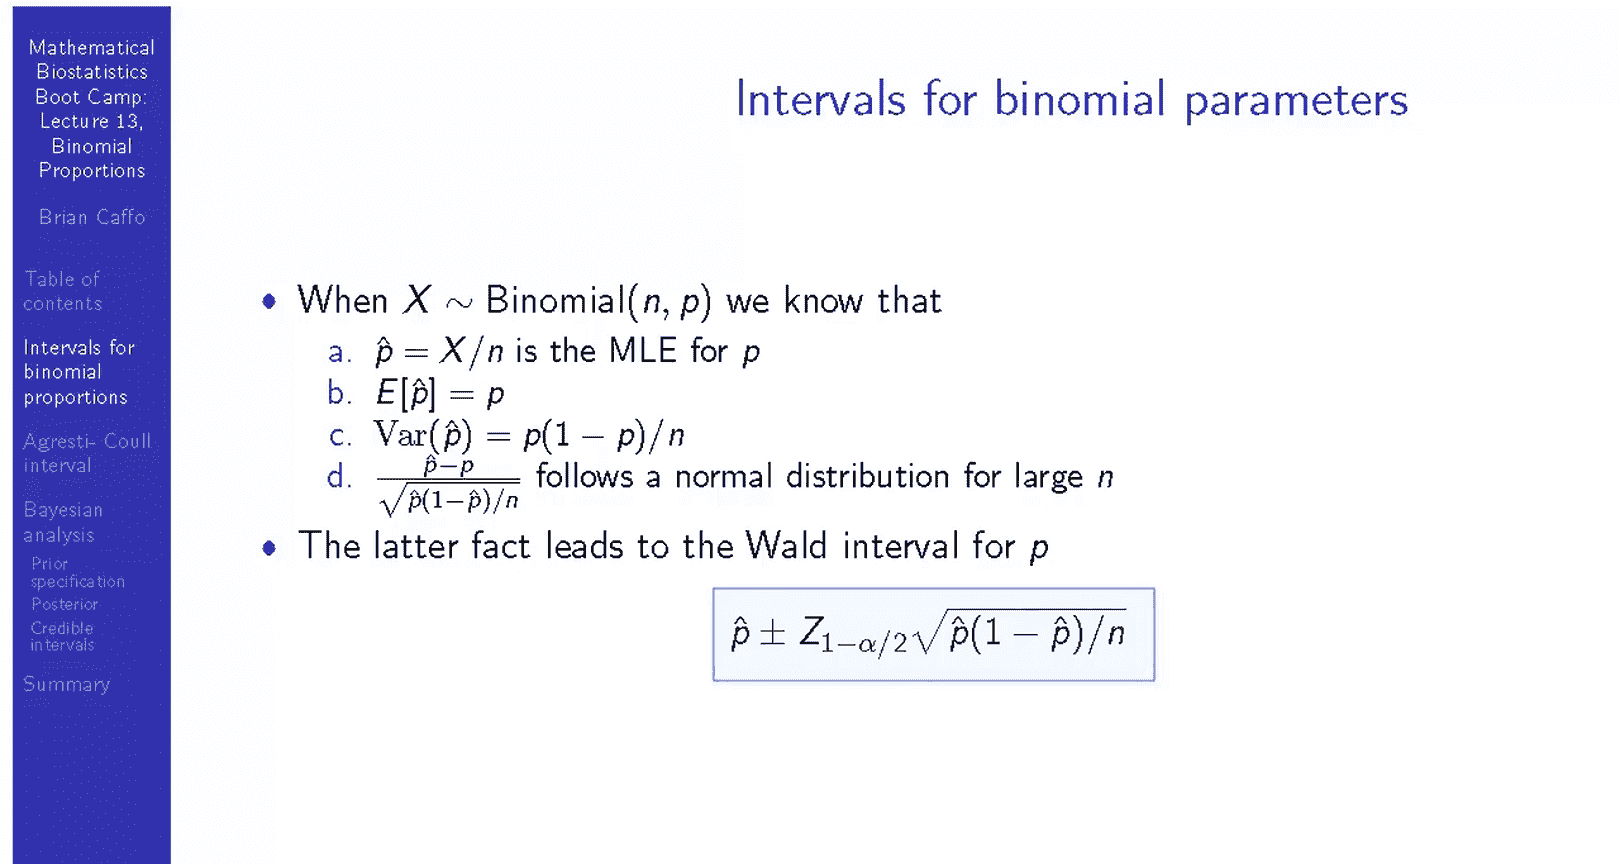 Mathematical
Biostatistics
Boot Camp:
Lecture 13,
Binomial
Proportions
Brian Caffo
Table of
contents
Intervals for
binomial
proportions
Agresti- Coull
interval
Bayesian
analysis
Prior
specification
Posterior
Credible
intervals
Summary
Intervals for binomial parameters
• When X ∼ Binomial(n, p) we know that
a. p̂ = X/n is the MLE for p
b. E[p̂] = p
c. Var(p̂) = p(1 − p)/n
d. (p̂−p)/√(p̂(1−p̂)/n) follows a normal distribution for large n
• The latter fact leads to the Wald interval for p
p̂ ± Z_{1−α/2}√(p̂(1 − p̂)/n)